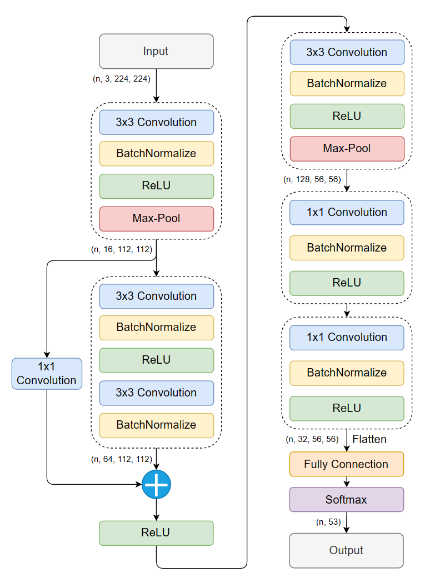 Input
(n, 3, 224, 224)
3x3 Convolution
BatchNormalize
ReLU
Max-Pool
(n, 16, 112, 112)
3x3 Convolution
BatchNormalize
ReLU
3x3 Convolution
BatchNormalize
1x1
Convolution
(n, 64, 112, 112)
ReLU
3x3 Convolution
BatchNormalize
ReLU
Max-Pool
(n, 128, 56, 56)
1x1 Convolution
BatchNormalize
ReLU
1x1 Convolution
BatchNormalize
ReLU
(n, 32, 56, 56) Flatten
Fully Connection
Softmax
(n, 53)
Output